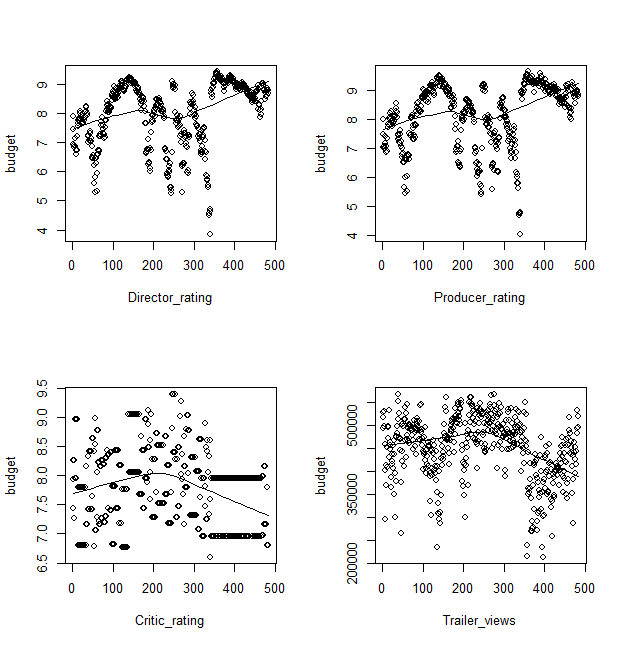 budget
9
8
7
6
5
4
0 100 200 300 400 500
Director_rating
budget
9
8
7
6
5
4
0 100 200 300 400 500
Producer_rating
budget
9.5
9.0
8.5
8.0
7.5
7.0
6.5
0 100 200 300 400 500
Critic_rating
budget
500000
350000
200000
0 100 200 300 400 500
Trailer_views